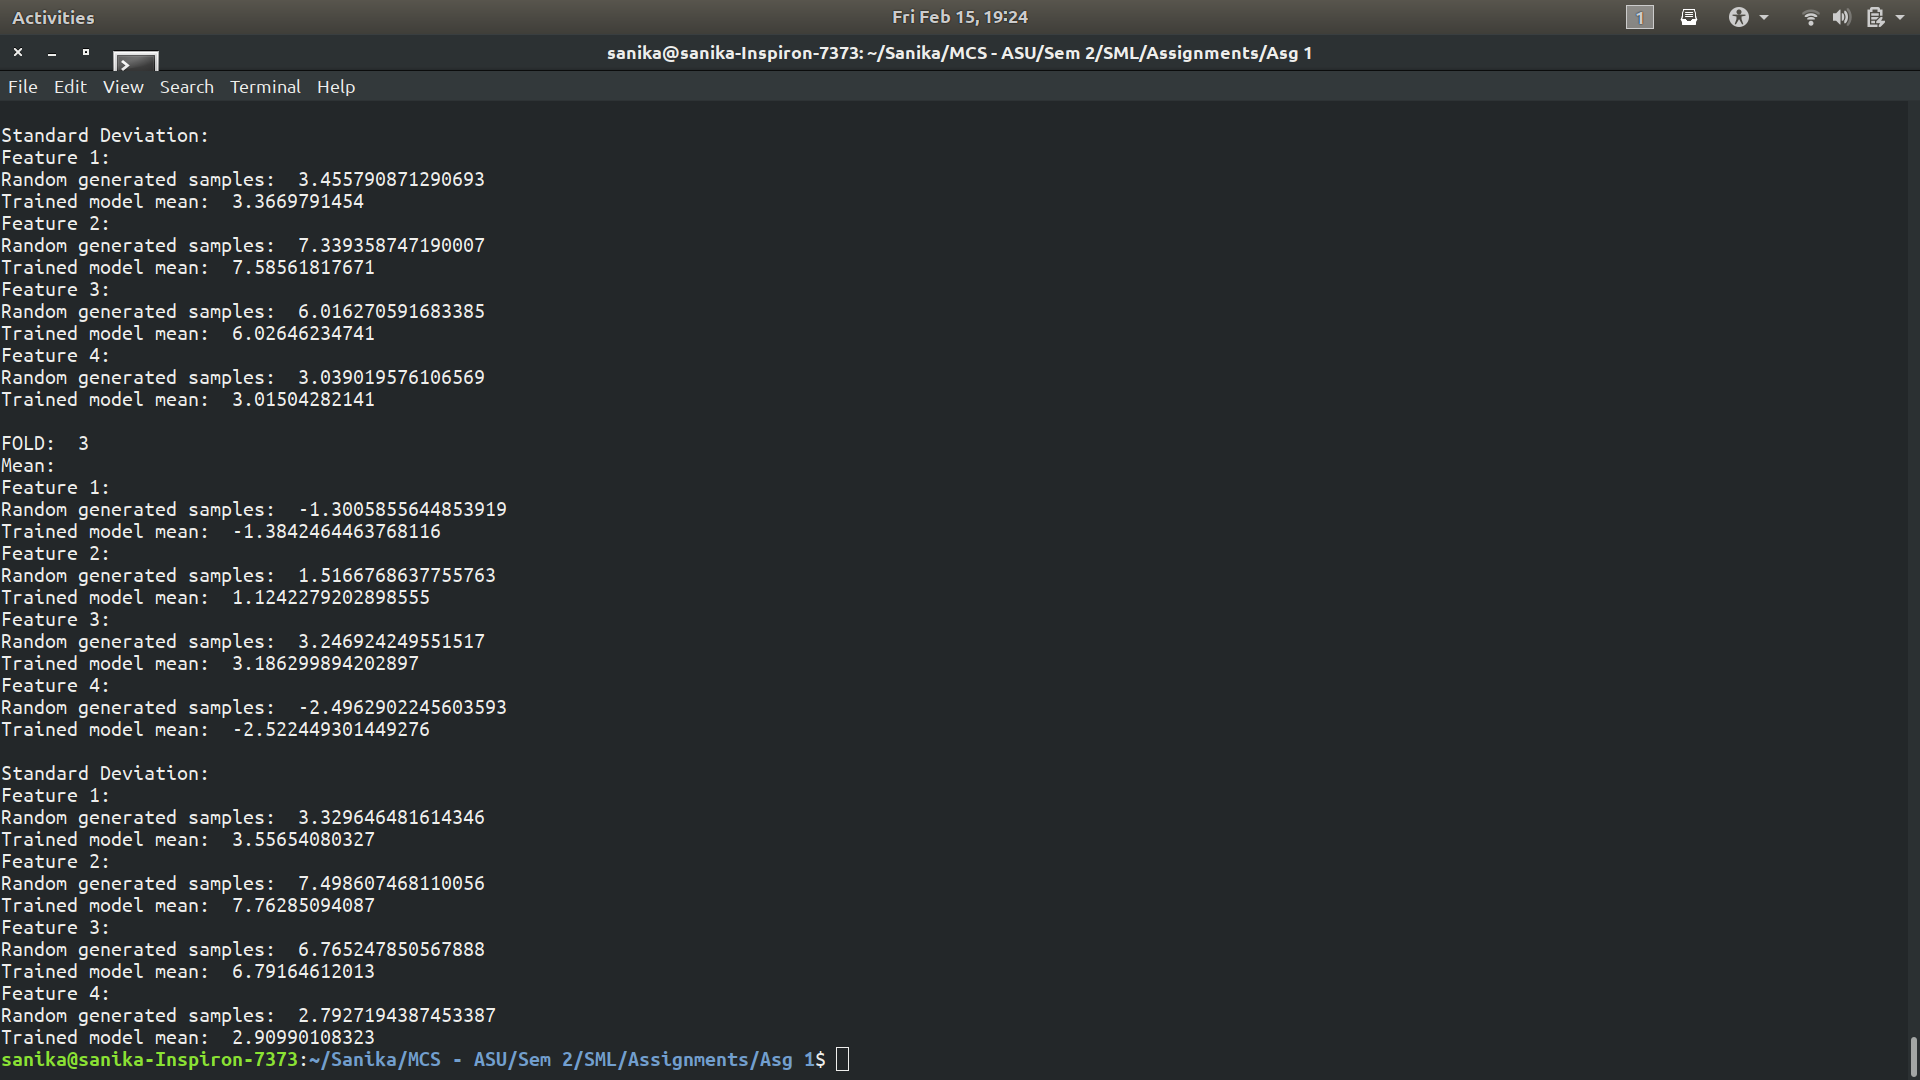 Activities
Fri Feb 15, 19:24
1
sanika@sanika-Inspiron-7373: ~/Sanika/MCS - ASU/Sem 2/SML/Assignments/Asg 1
File Edit View Search Terminal Help
Standard Deviation:
Feature 1:
Random generated samples:  3.455790871290693
Trained model mean:  3.3669791454
Feature 2:
Random generated samples:  7.339358747190007
Trained model mean:  7.58561817671
Feature 3:
Random generated samples:  6.016270591683385
Trained model mean:  6.02646234741
Feature 4:
Random generated samples:  3.039019576106569
Trained model mean:  3.01504282141
FOLD:  3
Mean:
Feature 1:
Random generated samples:  -1.3005855644853919
Trained model mean:  -1.3842464463768116
Feature 2:
Random generated samples:  1.5166768637755763
Trained model mean:  1.1242279202898555
Feature 3:
Random generated samples:  3.246924249551517
Trained model mean:  3.186299894202897
Feature 4:
Random generated samples:  -2.4962902245603593
Trained model mean:  -2.522449301449276
Standard Deviation:
Feature 1:
Random generated samples:  3.329646481614346
Trained model mean:  3.55654080327
Feature 2:
Random generated samples:  7.498607468110056
Trained model mean:  7.76285094087
Feature 3:
Random generated samples:  6.765247850567888
Trained model mean:  6.79164612013
Feature 4:
Random generated samples:  2.7927194387453387
Trained model mean:  2.90990108323
sanika@sanika-Inspiron-7373:~/Sanika/MCS - ASU/Sem 2/SML/Assignments/Asg 1$